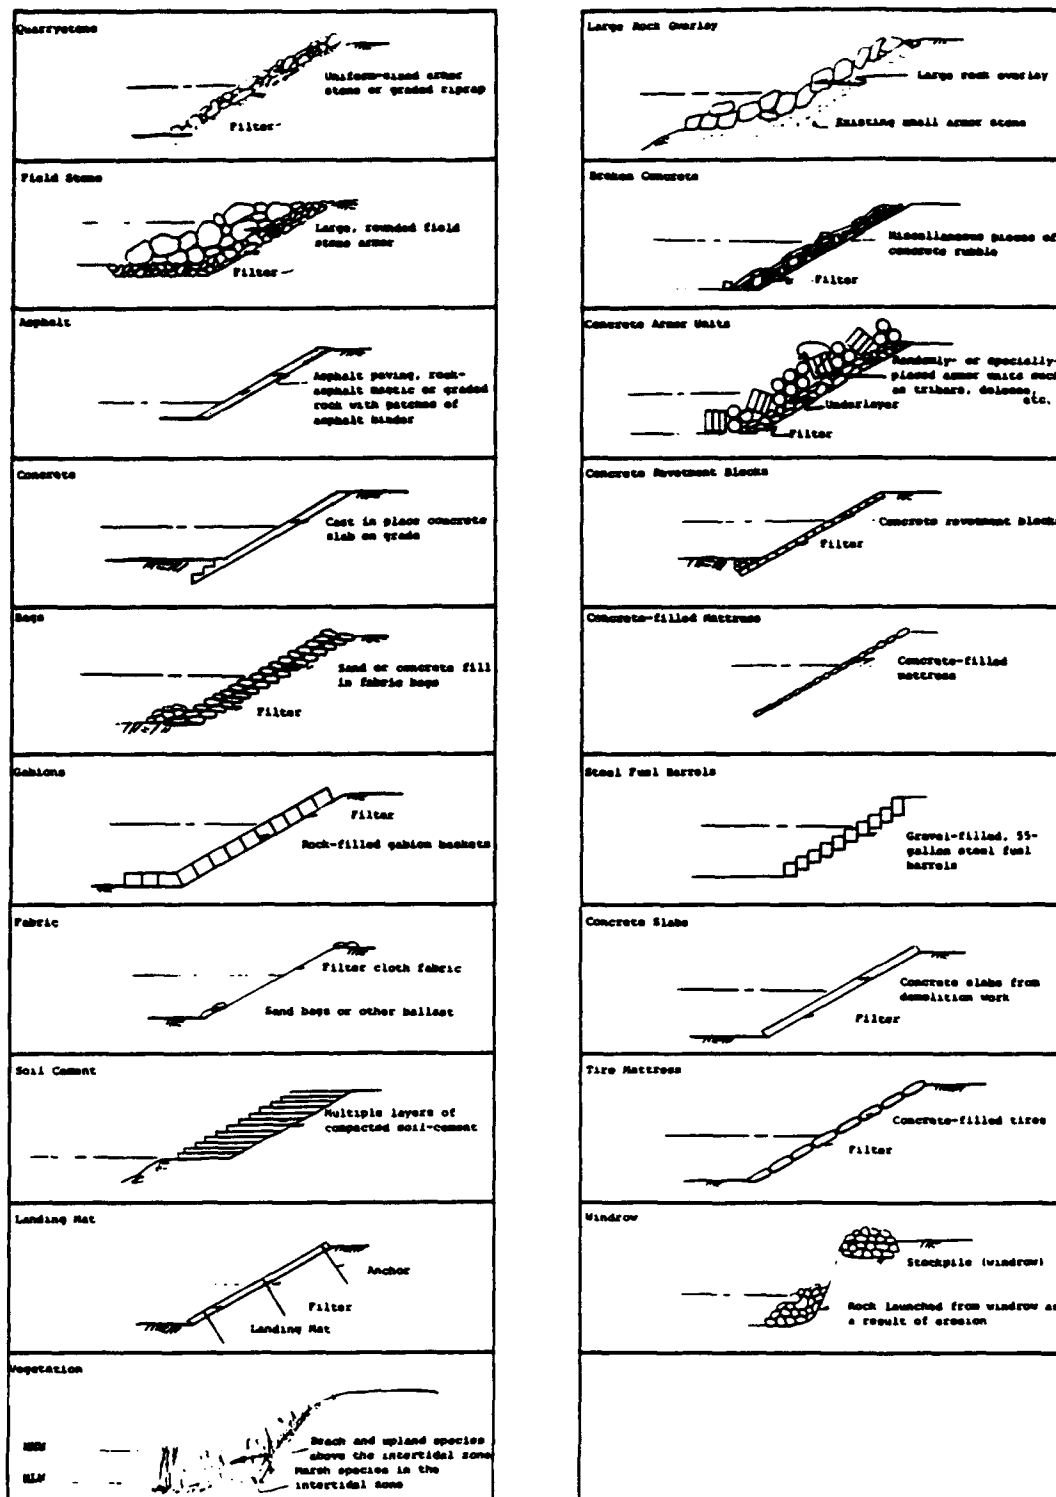 Quarrystone
Uniform-sized armor
stone or graded riprap
Filter
Field Stone
Large, rounded field
stone armor
Filter
Asphalt
Asphalt paving, rock-
asphalt mastic or graded
rock with patches of
asphalt binder
Concrete
Cast in place concrete
slab on grade
Bags
Sand or concrete fill
in fabric bags
Filter
Gabions
Filter
Rock-filled gabion baskets
Fabric
Filter cloth fabric
Sand bags or other ballast
Soil Cement
Multiple layers of
compacted soil-cement
Landing Mat
Anchor
Filter
Landing Mat
Vegetation
MHW
MLW
Beach and upland species
above the intertidal zone
Marsh species in the
intertidal zone
Large Rock Overlay
Large rock overlay
Existing small armor stone
Broken Concrete
Miscellaneous pieces of
concrete rubble
Filter
Concrete Armor Units
Randomly- or specially-
placed armor units such
as tribars, dolosse,
etc.
Underlayer
Filter
Concrete Revetment Blocks
Concrete revetment blocks
Filter
Concrete-filled Mattress
Concrete-filled
mattress
Steel Fuel Barrels
Gravel-filled, 55-
gallon steel fuel
barrels
Concrete Slabs
Concrete slabs from
demolition work
Filter
Tire Mattress
Concrete-filled tires
Filter
Windrow
Stockpile (windrow)
Rock launched from windrow as
a result of erosion